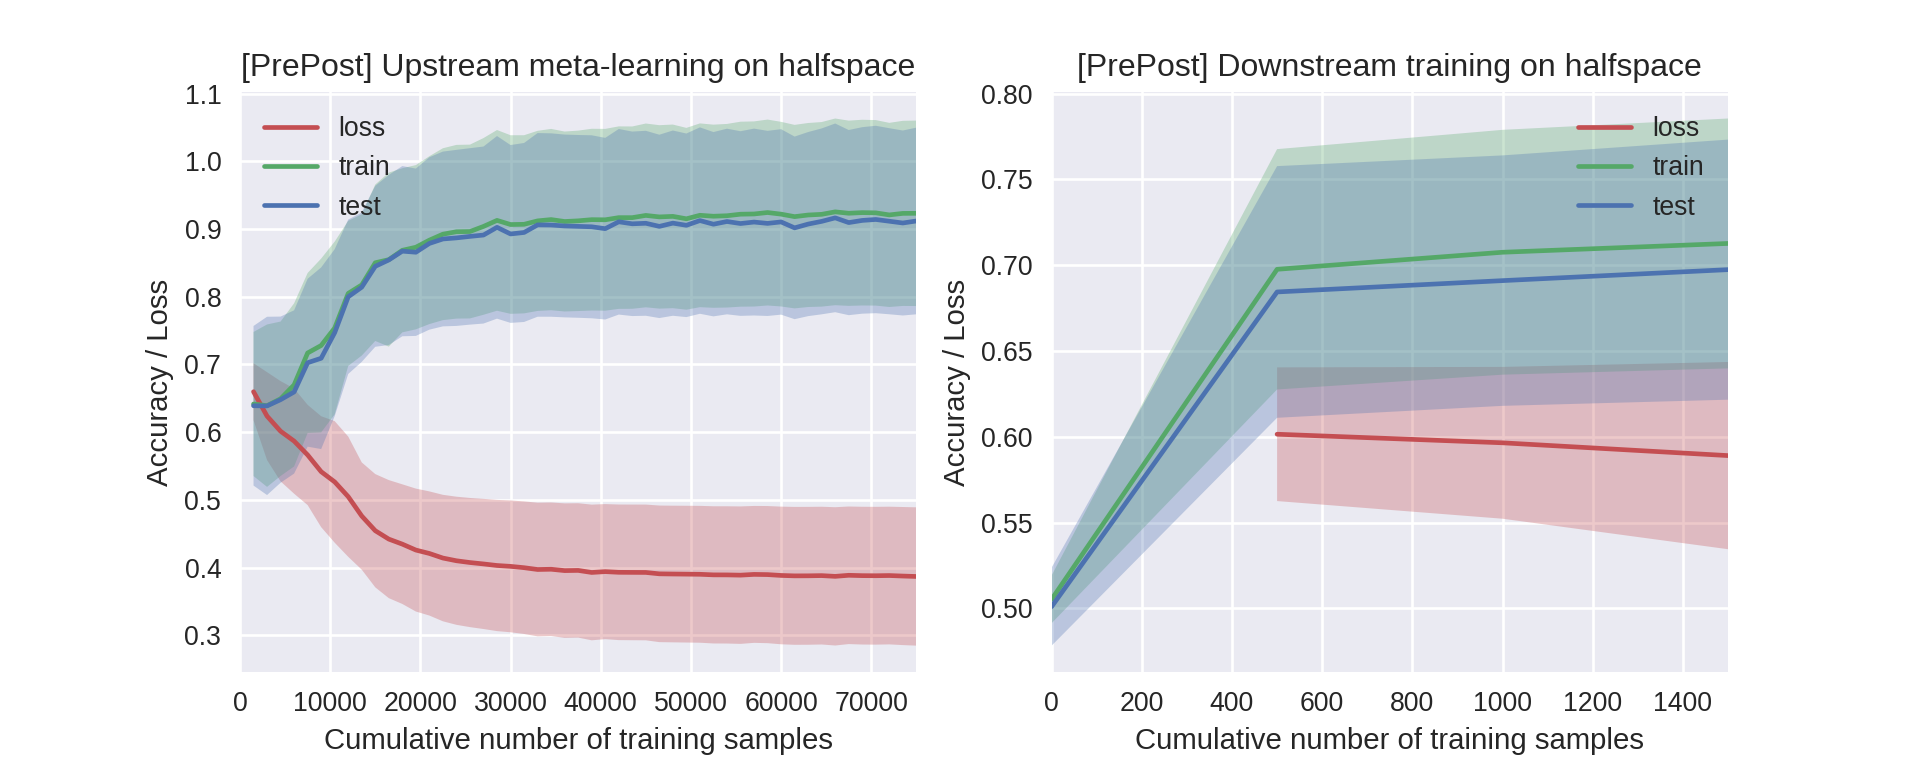 [PrePost] Upstream meta-learning on halfspace
1.1
1.0
0.9
0.8
0.7
0.6
0.5
0.4
0.3
Accuracy / Loss
loss
train
test
0 10000 20000 30000 40000 50000 60000 70000
Cumulative number of training samples
[PrePost] Downstream training on halfspace
0.80
0.75
0.70
0.65
0.60
0.55
0.50
Accuracy / Loss
loss
train
test
0 200 400 600 800 1000 1200 1400
Cumulative number of training samples